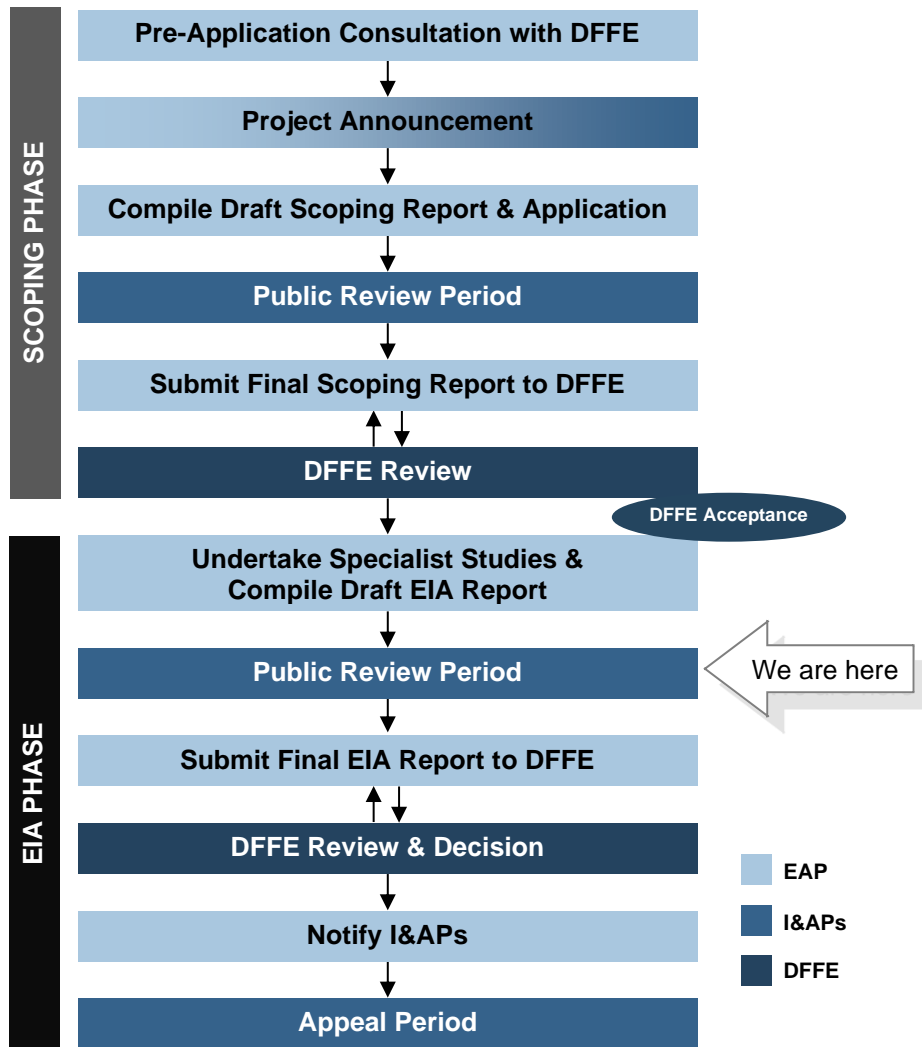 SCOPING PHASE
Pre-Application Consultation with DFFE
Project Announcement
Compile Draft Scoping Report & Application
Public Review Period
Submit Final Scoping Report to DFFE
DFFE Review
DFFE Acceptance
EIA PHASE
Undertake Specialist Studies &
Compile Draft EIA Report
Public Review Period
We are here
Submit Final EIA Report to DFFE
DFFE Review & Decision
Notify I&APs
Appeal Period
EAP
I&APs
DFFE